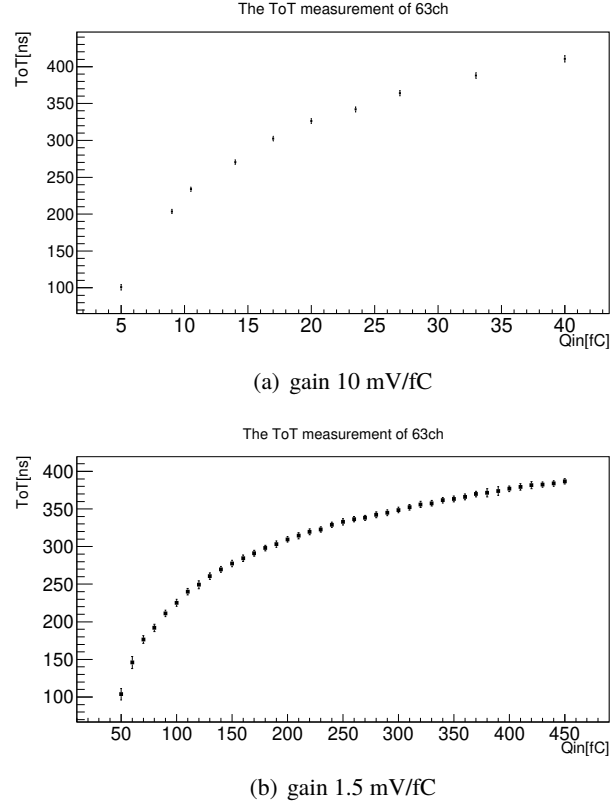 The ToT measurement of 63ch
ToT[ns]
400
350
300
250
200
150
100
5 10 15 20 25 30 35 40
Qin[fC]
(a) gain 10 mV/fC
The ToT measurement of 63ch
ToT[ns]
400
350
300
250
200
150
100
50 100 150 200 250 300 350 400 450
Qin[fC]
(b) gain 1.5 mV/fC